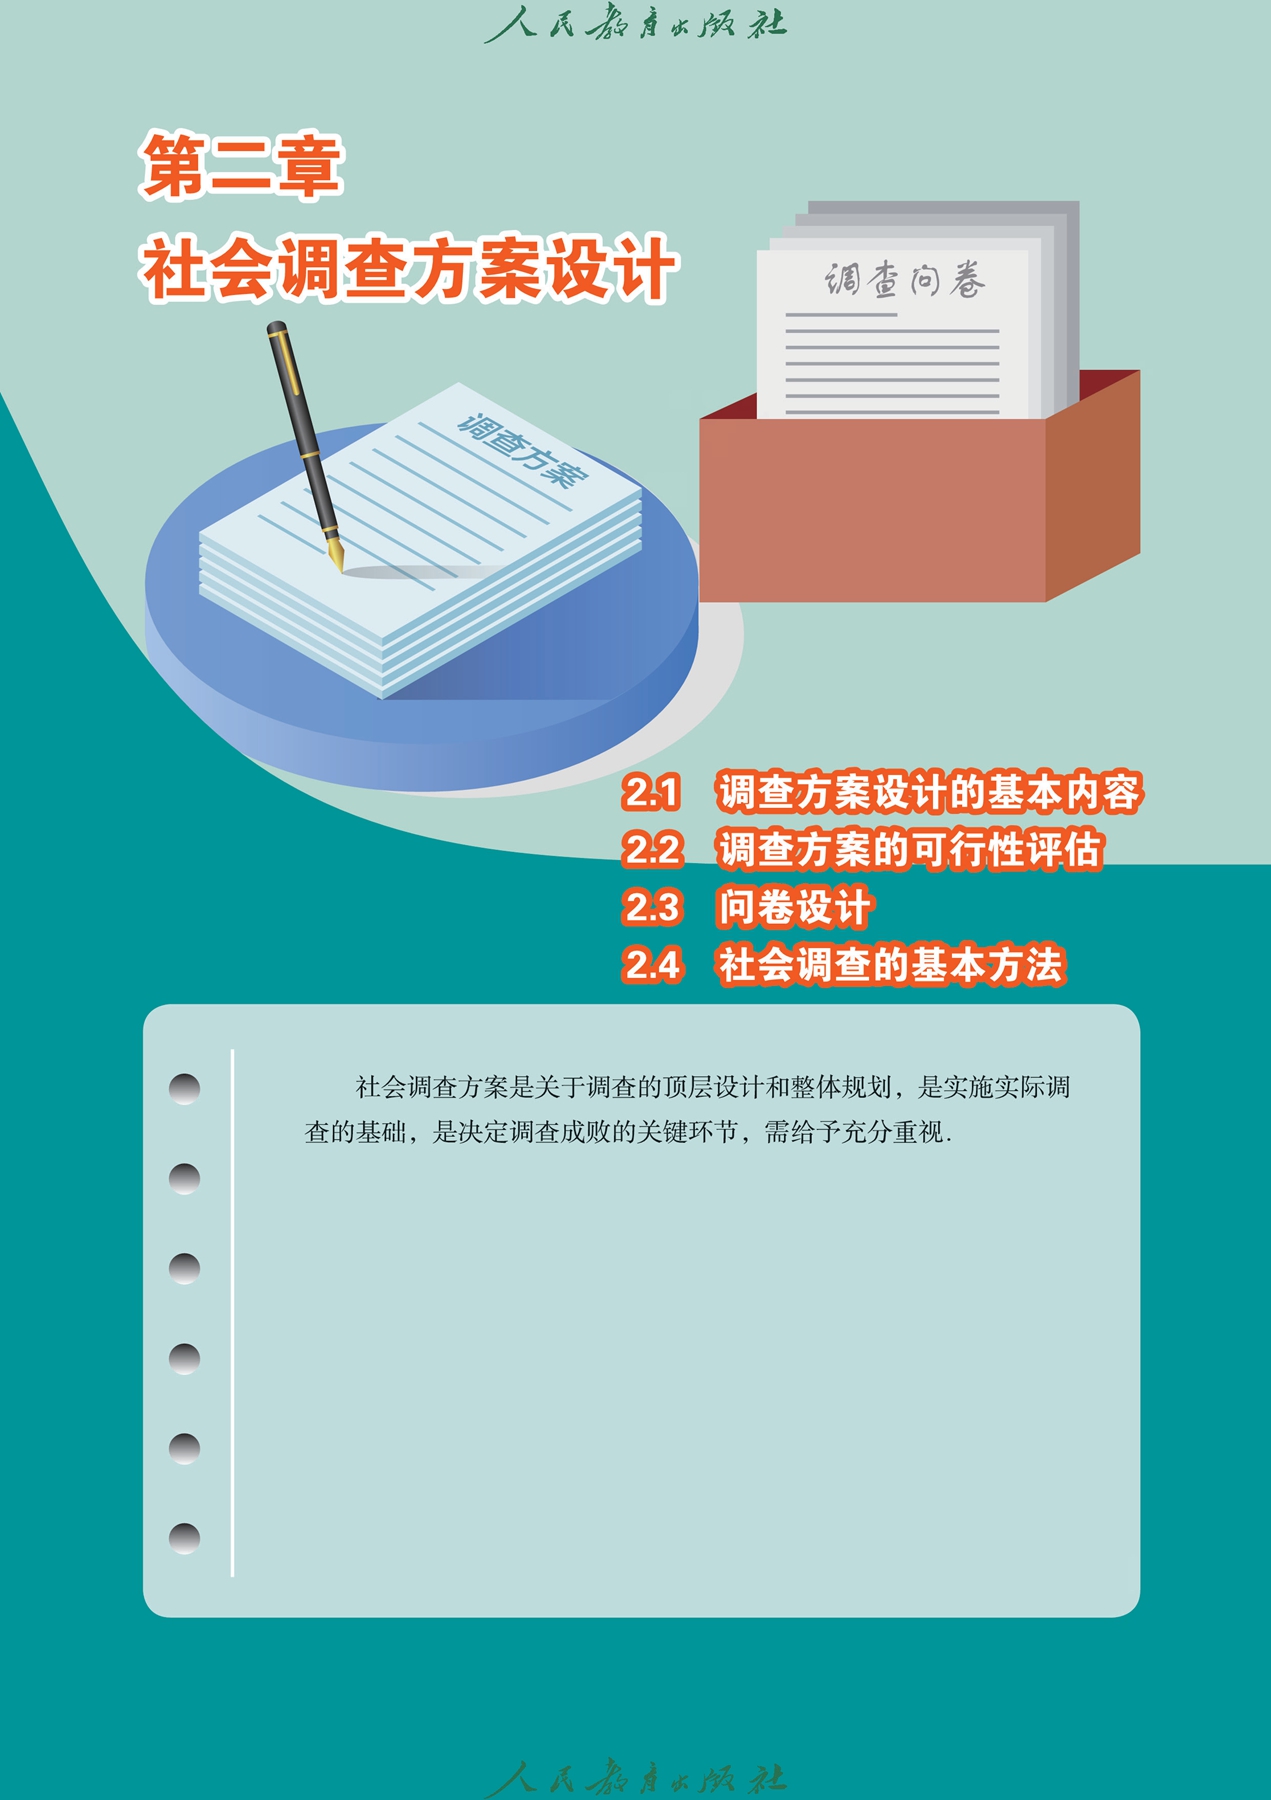 人民教育出版社
第二章
社会调查方案设计
调查问卷
调查方案
2.1 调查方案设计的基本内容
2.2 调查方案的可行性评估
2.3 问卷设计
2.4 社会调查的基本方法
社会调查方案是关于调查的顶层设计和整体规划，是实施实际调
查的基础，是决定调查成败的关键环节，需给予充分重视.
人民教育出版社